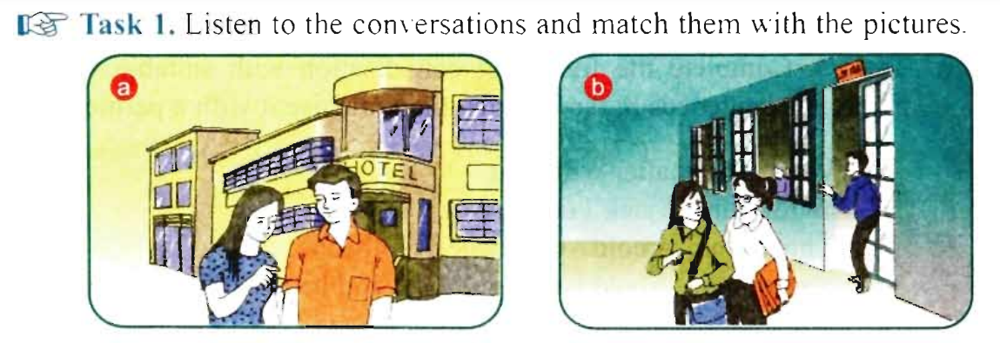 Task 1. Listen to the conversations and match them with the pictures.
a
b
HOTEL